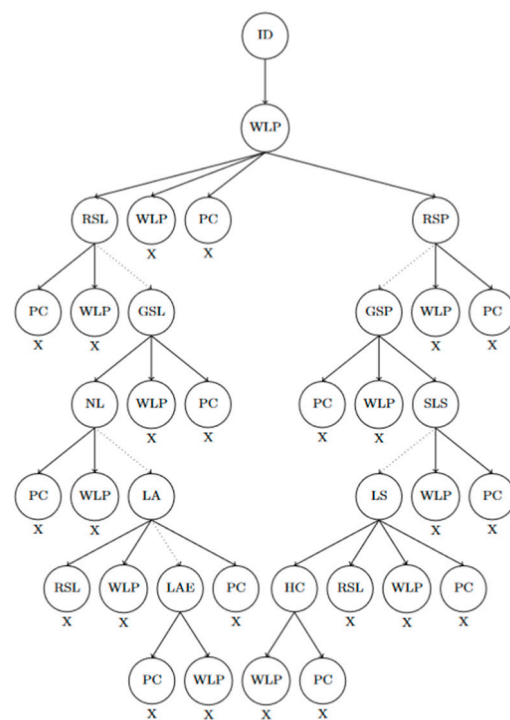 ID
WLP
RSL WLP PC RSP
X X
PC WLP GSL GSP WLP PC
X X X X
NL WLP PC PC WLP SLS
X X X X
PC WLP LA LS WLP PC
X X X X
RSL WLP LAE PC IIC RSL WLP PC
X X X X X X
PC WLP WLP PC
X X X X